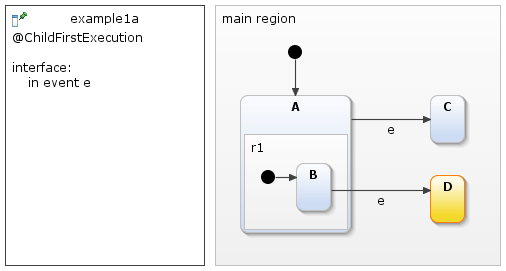 example1a
@ChildFirstExecution
interface:
in event e
main region
A
C
e
r1
B
D
e